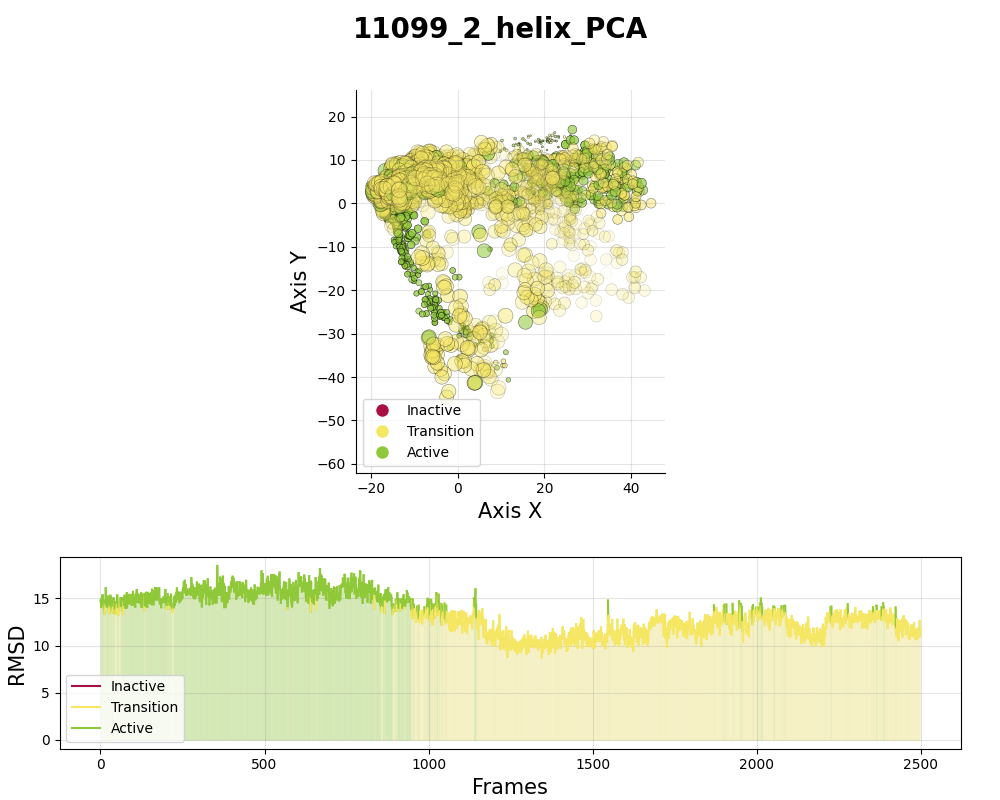 11099_2_helix_PCA
20
10
0
−10
−20
−30
−40
−50
−60
Axis Y
Inactive
Transition
Active
−20 0 20 40
Axis X
15
10
5
0
RMSD
Inactive
Transition
Active
0 500 1000 1500 2000 2500
Frames